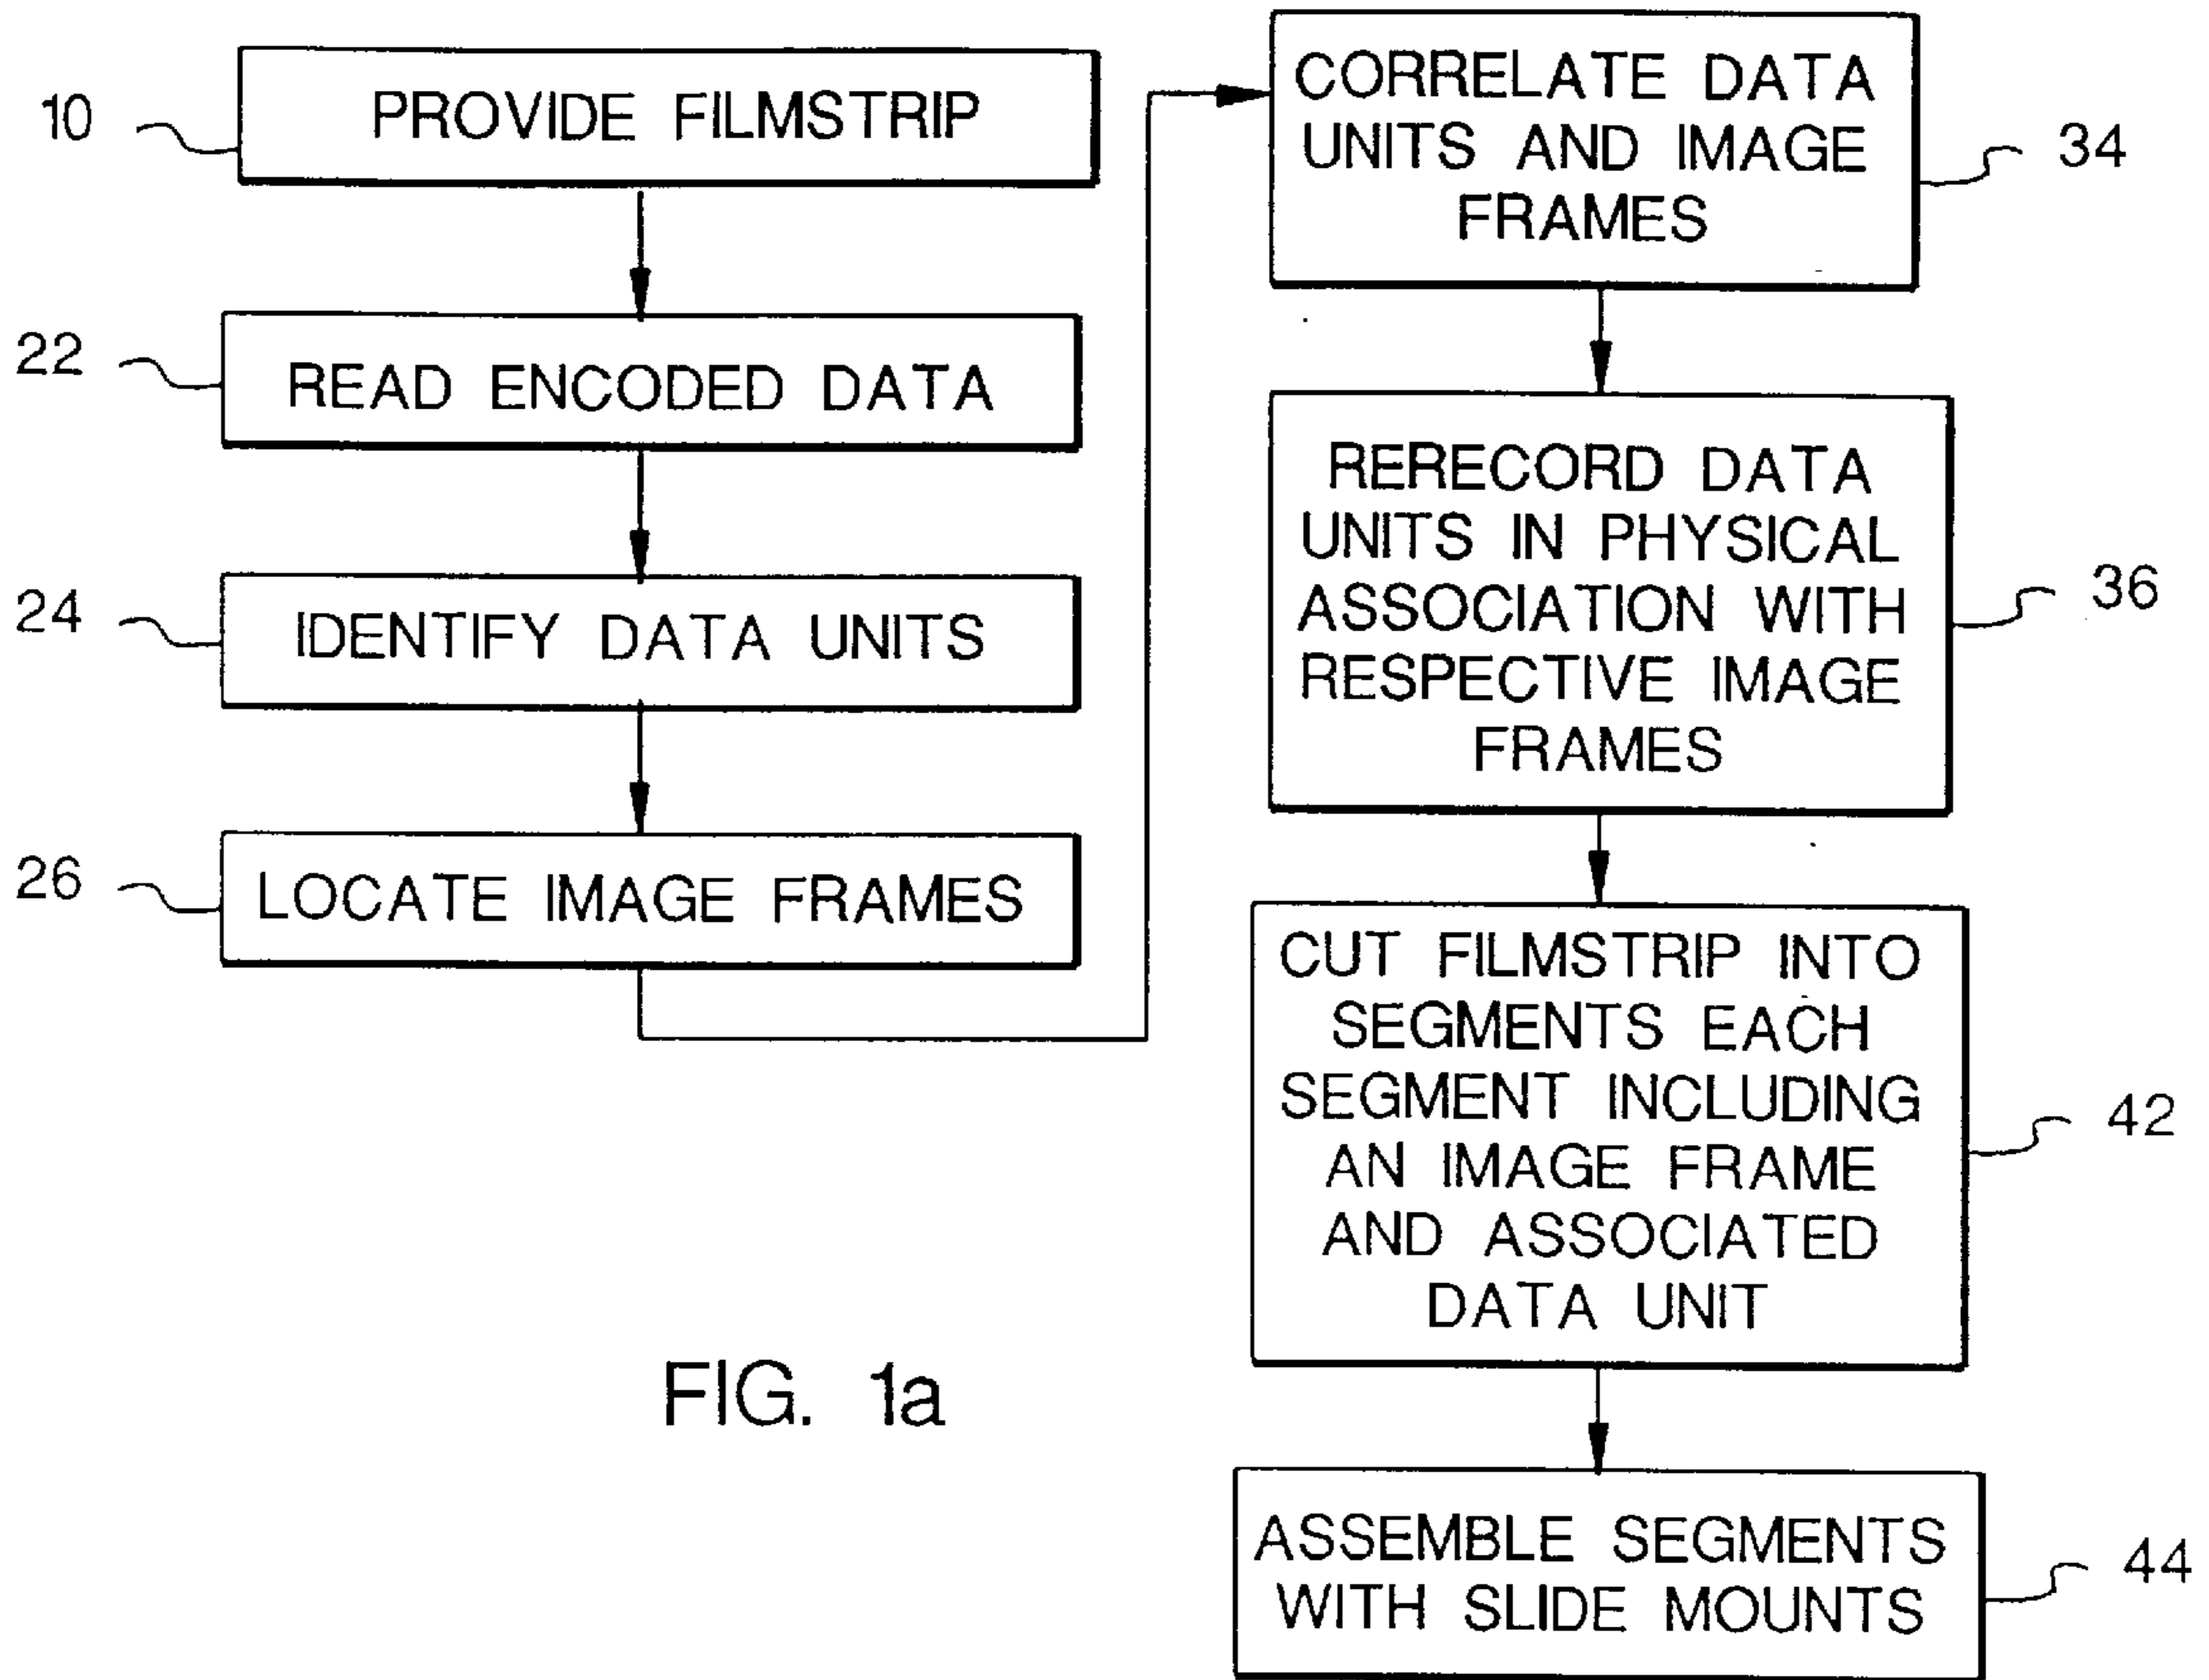 10
PROVIDE FILMSTRIP
22
READ ENCODED DATA
24
IDENTIFY DATA UNITS
26
LOCATE IMAGE FRAMES
CORRELATE DATA
UNITS AND IMAGE
FRAMES
34
RERECORD DATA
UNITS IN PHYSICAL
ASSOCIATION WITH
RESPECTIVE IMAGE
FRAMES
36
CUT FILMSTRIP INTO
SEGMENTS EACH
SEGMENT INCLUDING
AN IMAGE FRAME
AND ASSOCIATED
DATA UNIT
42
ASSEMBLE SEGMENTS
WITH SLIDE MOUNTS
44
FIG. 1a